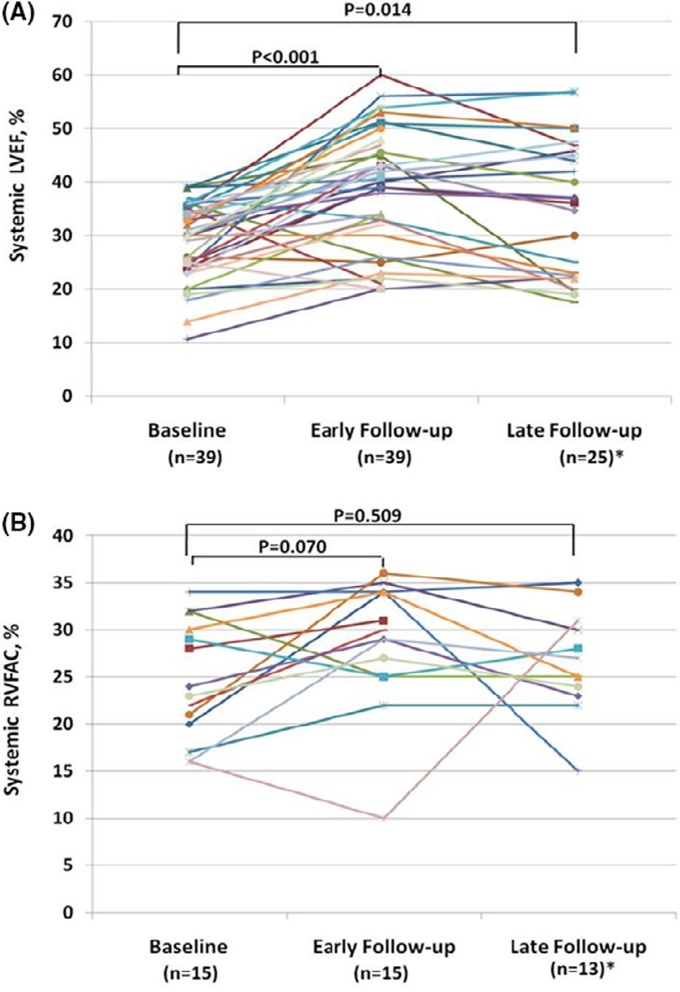 (A)
P=0.014
P<0.001
Systemic LVEF, %
70
60
50
40
30
20
10
0
Baseline Early Follow-up Late Follow-up
(n=39) (n=39) (n=25)*
(B)
P=0.509
P=0.070
Systemic RVFAC, %
40
35
30
25
20
15
10
5
0
Baseline Early Follow-up Late Follow-up
(n=15) (n=15) (n=13)*